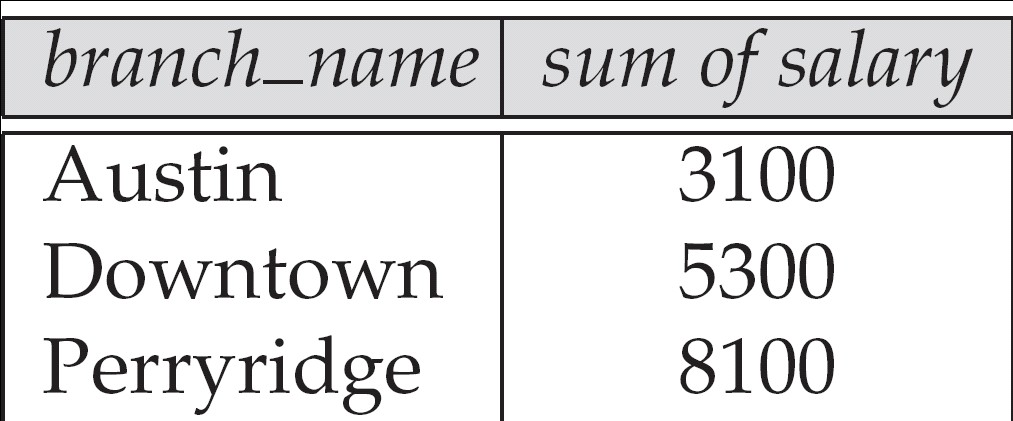 branch_name sum of salary
Austin 3100
Downtown 5300
Perryridge 8100